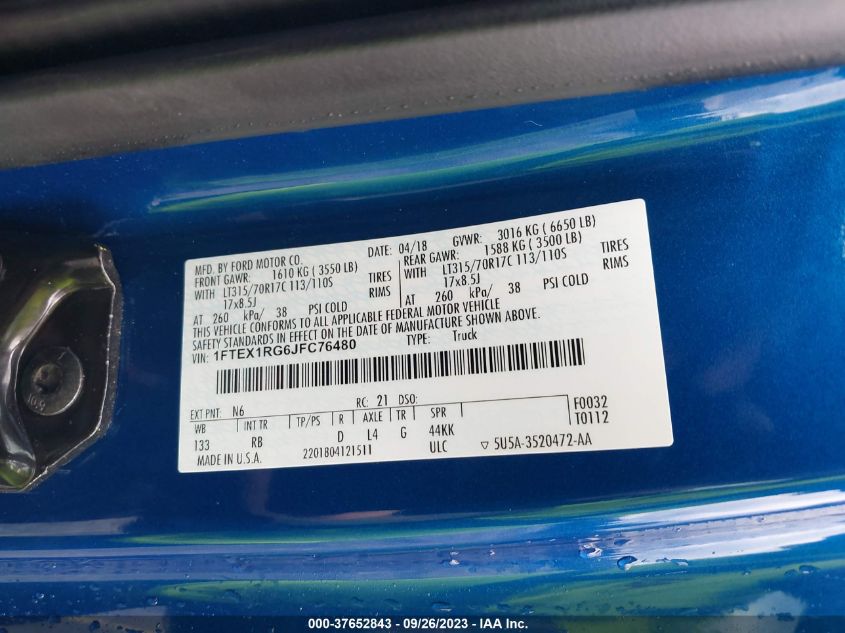 MFD. BY FORD MOTOR CO. DATE: 04/18 GVWR: 3016 KG ( 6650 LB)
FRONT GAWR: 1610 KG ( 3550 LB) REAR GAWR: 1588 KG ( 3500 LB)
WITH LT315/70R17C 113/110S TIRES WITH LT315/70R17C 113/110S TIRES
17x8.5J RIMS 17x8.5J RIMS
AT 260 kPa/ 38 PSI COLD AT 260 kPa/ 38 PSI COLD
THIS VEHICLE CONFORMS TO ALL APPLICABLE FEDERAL MOTOR VEHICLE
SAFETY STANDARDS IN EFFECT ON THE DATE OF MANUFACTURE SHOWN ABOVE.
VIN: 1FTEX1RG6JFC76480 TYPE: Truck
EXT PNT: N6 RC: 21 DSO: F0032
WB INT TR TP/PS R AXLE TR SPR T0112
133 RB D L4 G 44KK
MADE IN U.S.A. 2201804121511 ULC ▽ 5U5A-3520472-AA
10.9
000-37652843 - 09/26/2023 - IAA Inc.